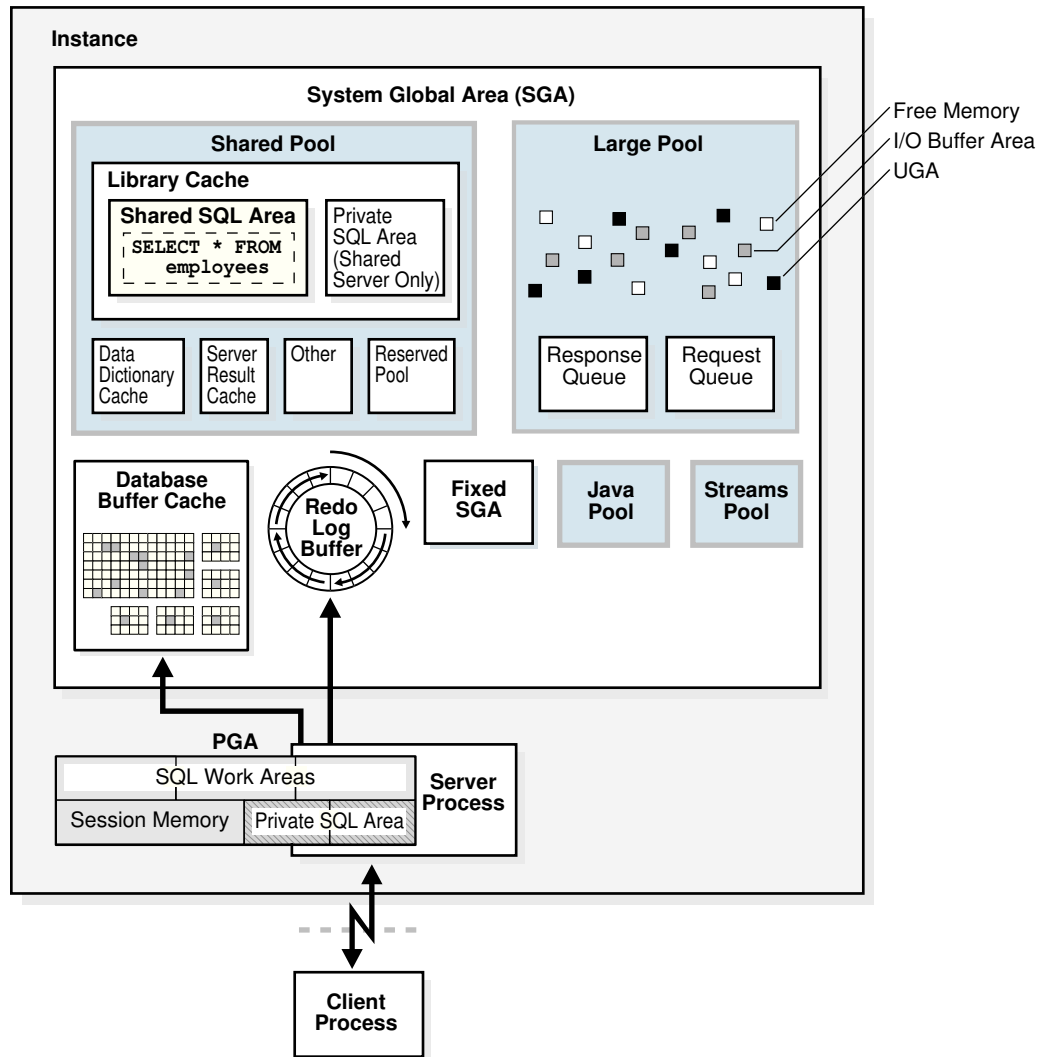 Instance
System Global Area (SGA)
Shared Pool
Library Cache
Shared SQL Area
SELECT * FROM
employees
Private
SQL Area
(Shared
Server Only)
Data
Dictionary
Cache
Server
Result
Cache
Other
Reserved
Pool
Large Pool
Free Memory
I/O Buffer Area
UGA
Response
Queue
Request
Queue
Database
Buffer Cache
Redo
Log
Buffer
Fixed
SGA
Java
Pool
Streams
Pool
PGA
SQL Work Areas
Session Memory
Private SQL Area
Server
Process
Client
Process